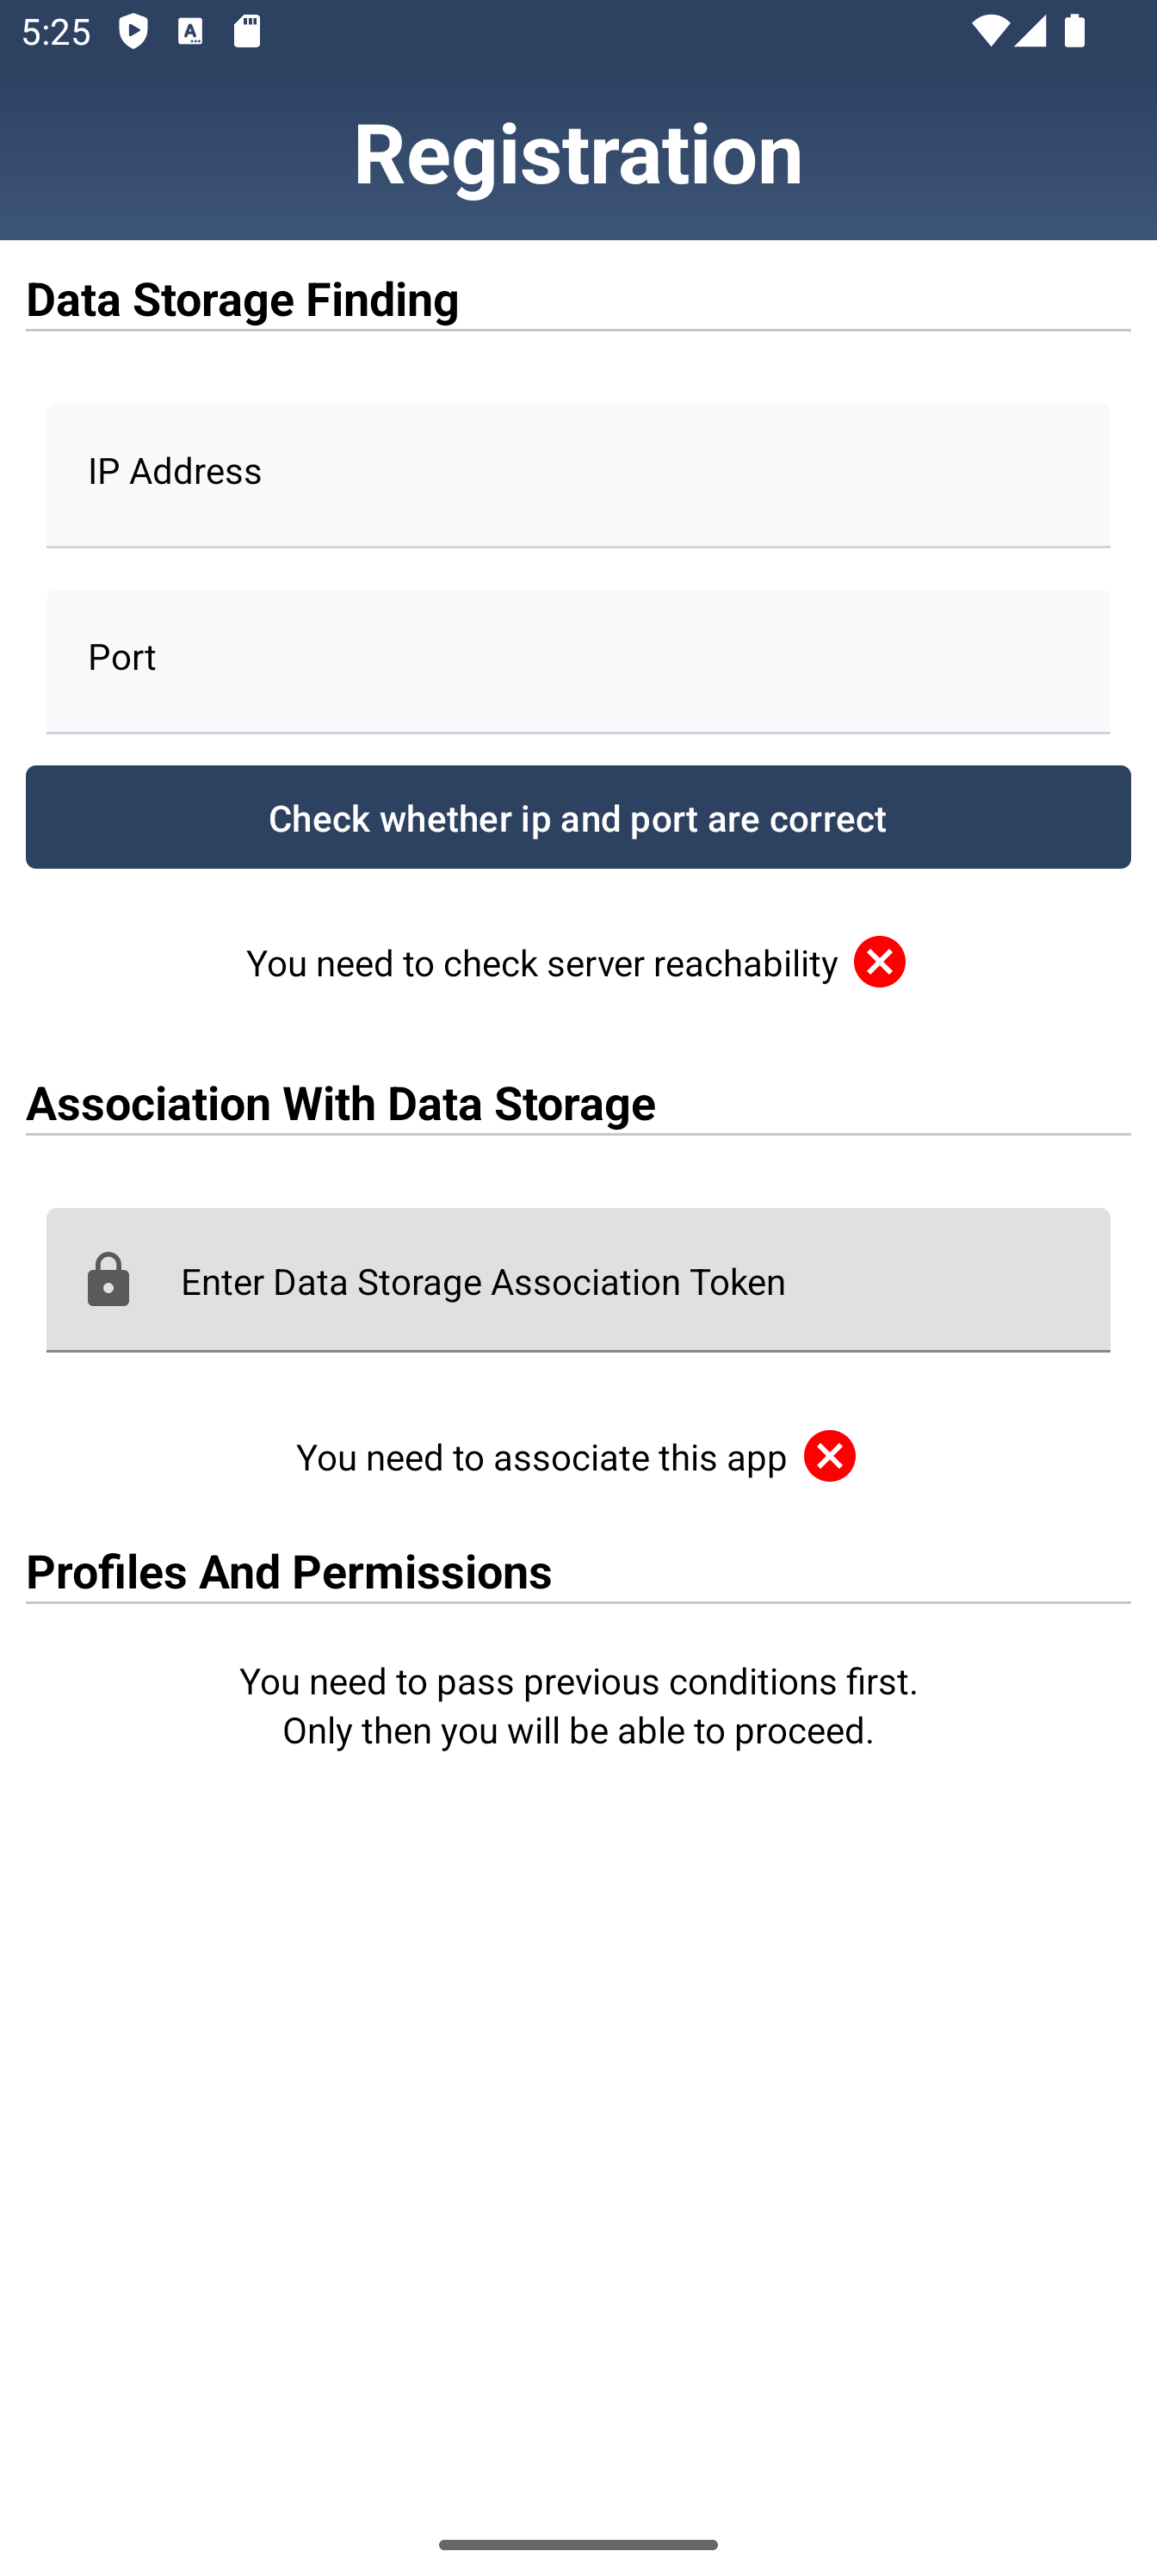 5:25
Registration
Data Storage Finding
IP Address
Port
Check whether ip and port are correct
You need to check server reachability
Association With Data Storage
Enter Data Storage Association Token
You need to associate this app
Profiles And Permissions
You need to pass previous conditions first.
Only then you will be able to proceed.